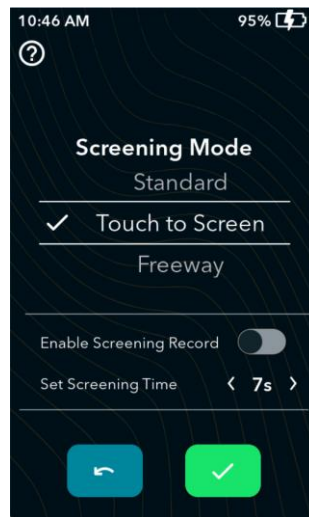 10:46 AM 95%
?
Screening Mode
Standard
Touch to Screen
Freeway
Enable Screening Record
Set Screening Time < 7s >